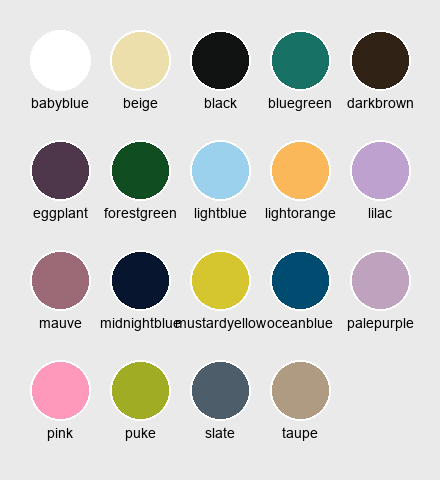 babyblue beige black bluegreen darkbrown
eggplant forestgreen lightblue lightorange lilac
mauve midnightblue mustardyellow oceanblue palepurple
pink puke slate taupe